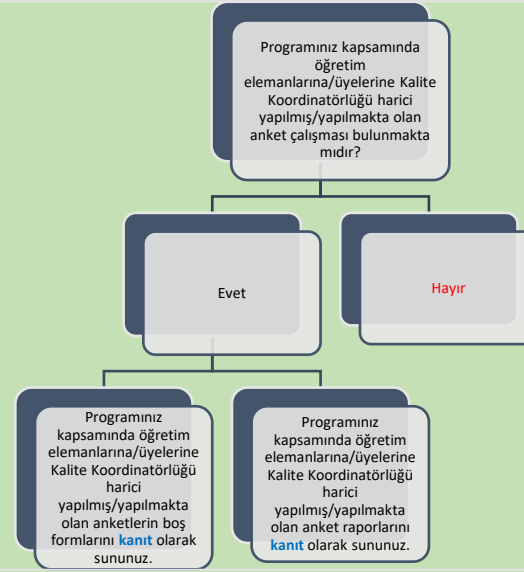 Programınız kapsamında
öğretim
elemanlarına/üyelerine Kalite
Koordinatörlüğü harici
yapılmış/yapılmakta olan
anket çalışması bulunmakta
mıdır?
Evet
Hayır
Programınız
kapsamında öğretim
elemanlarına/üyelerine
Kalite Koordinatörlüğü
harici
yapılmış/yapılmakta
olan anketlerin boş
formlarını kanıt olarak
sununuz.
Programınız
kapsamında öğretim
elemanlarına/üyelerine
Kalite Koordinatörlüğü
harici
yapılmış/yapılmakta
olan anket raporlarını
kanıt olarak sununuz.